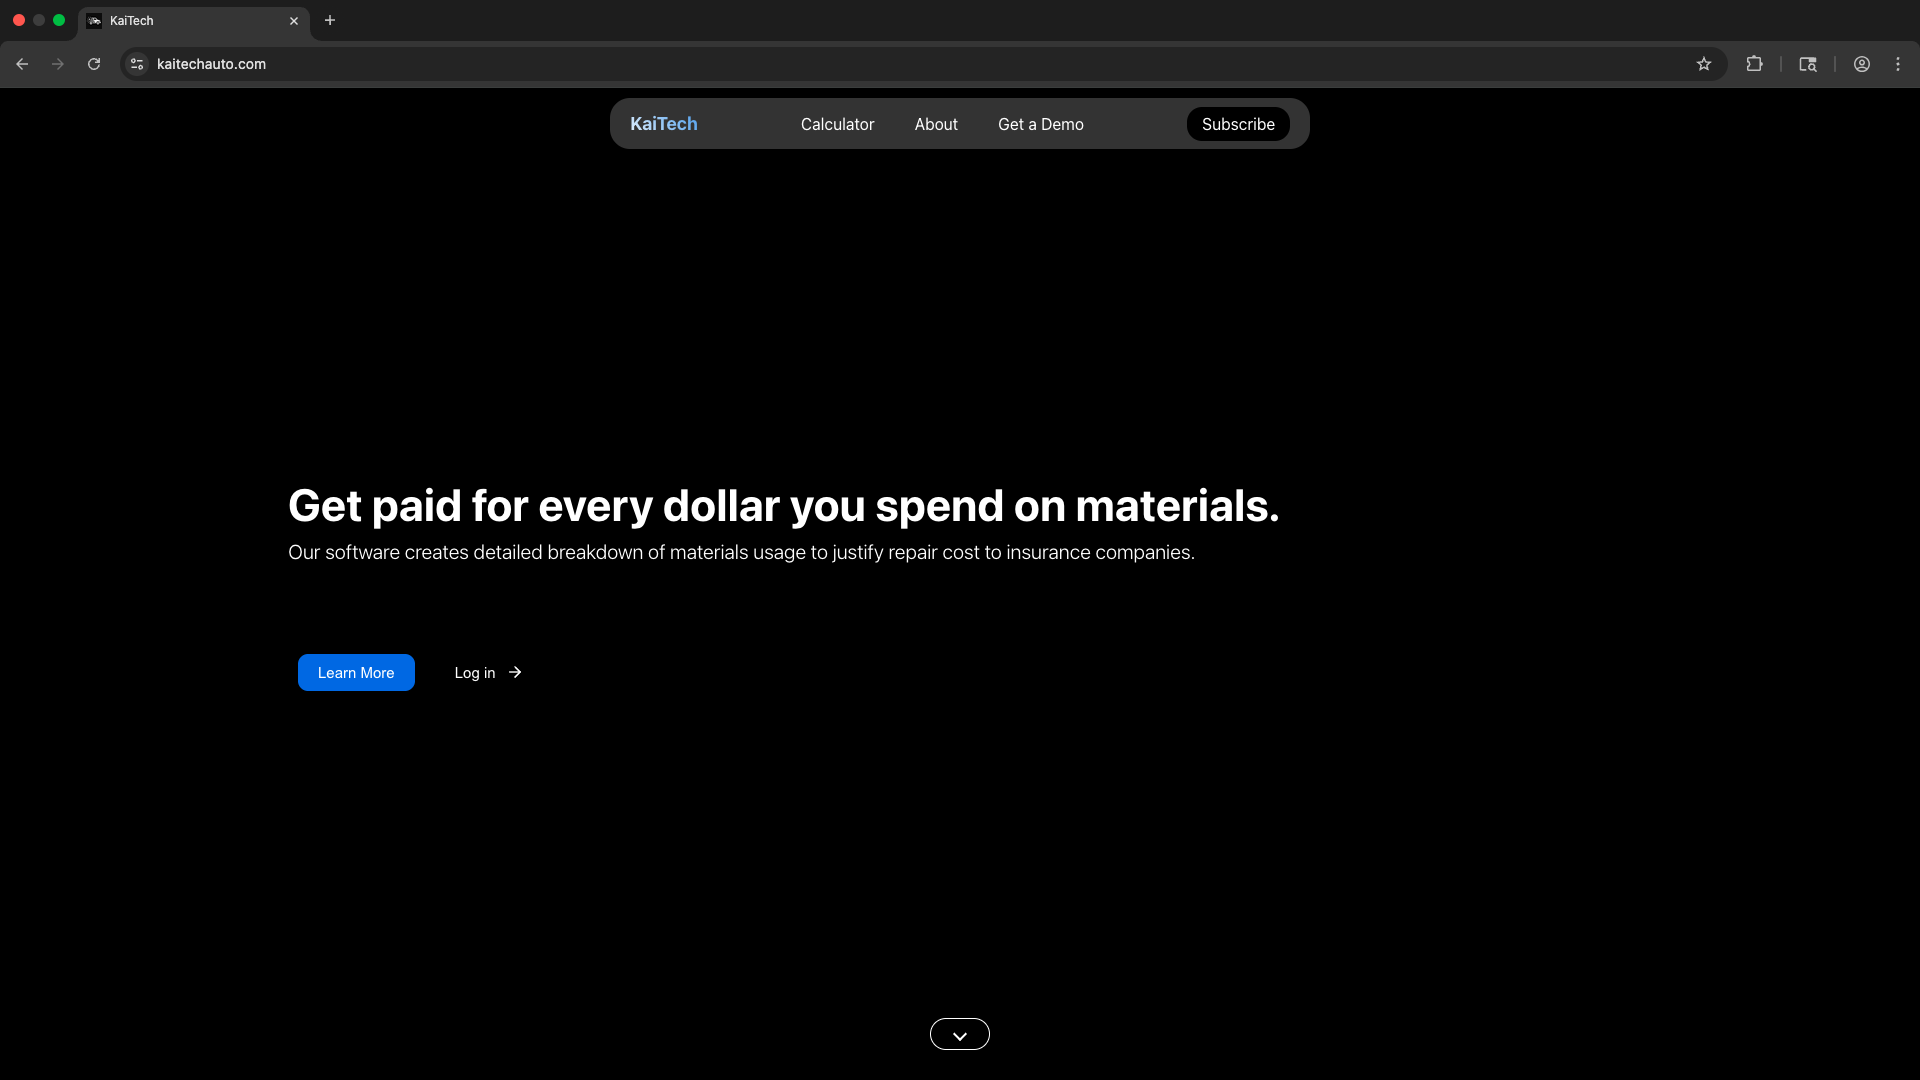 KaiTech
kaitechauto.com
KaiTech
Calculator
About
Get a Demo
Subscribe
Get paid for every dollar you spend on materials.
Our software creates detailed breakdown of materials usage to justify repair cost to insurance companies.
Learn More
Log in